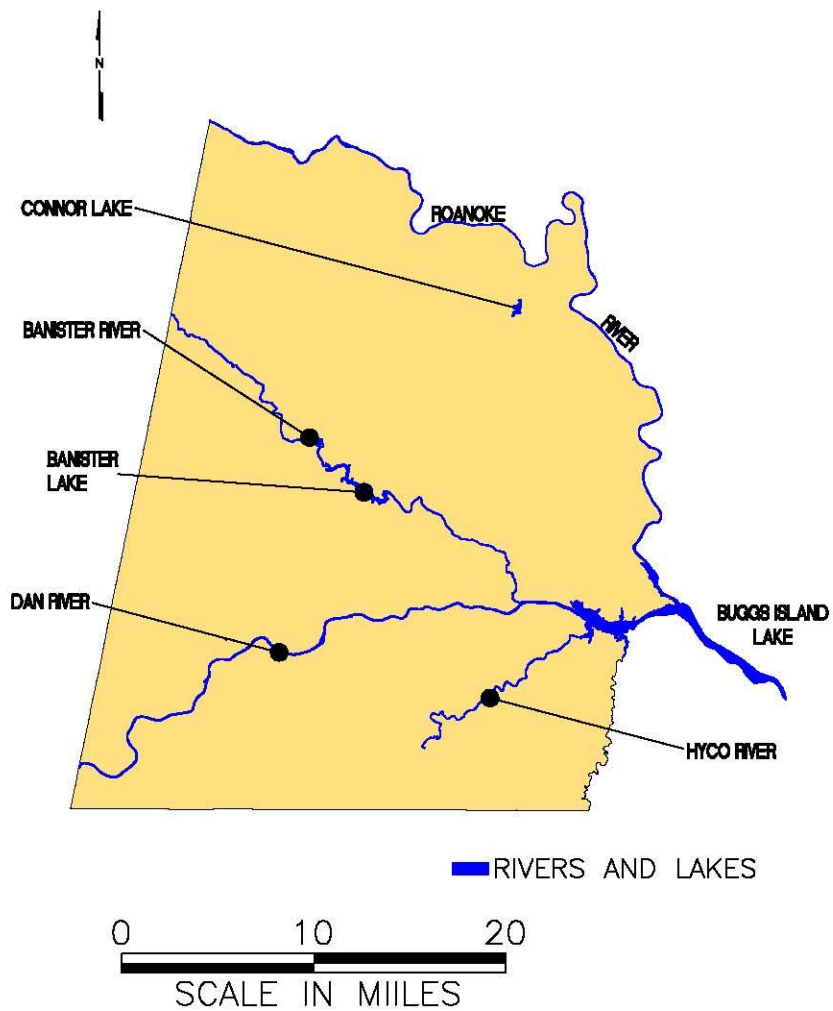 N
CONNOR LAKE
ROANOKE
RIVER
BANISTER RIVER
BANISTER
LAKE
DAN RIVER
BUGGS ISLAND
LAKE
HYCO RIVER
RIVERS AND LAKES
0 10 20
SCALE IN MIILES